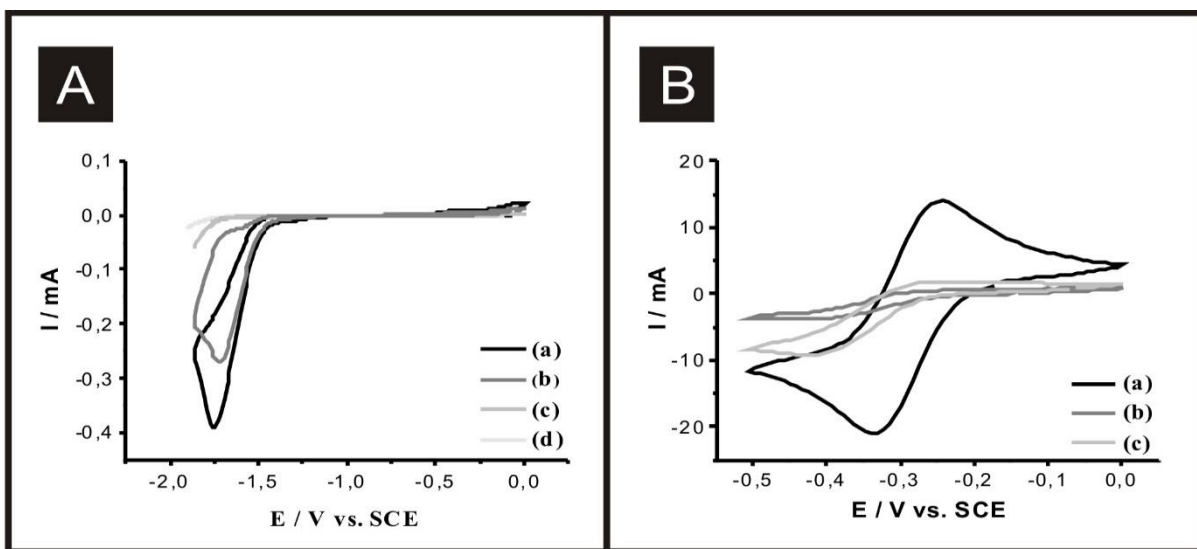 A
0,1
0,0
-0,1
-0,2
-0,3
-0,4
I / mA
-2,0 -1,5 -1,0 -0,5 0,0
E / V vs. SCE
(a)
(b)
(c)
(d)
B
20
10
0
-10
-20
I / mA
-0,5 -0,4 -0,3 -0,2 -0,1 0,0
E / V vs. SCE
(a)
(b)
(c)